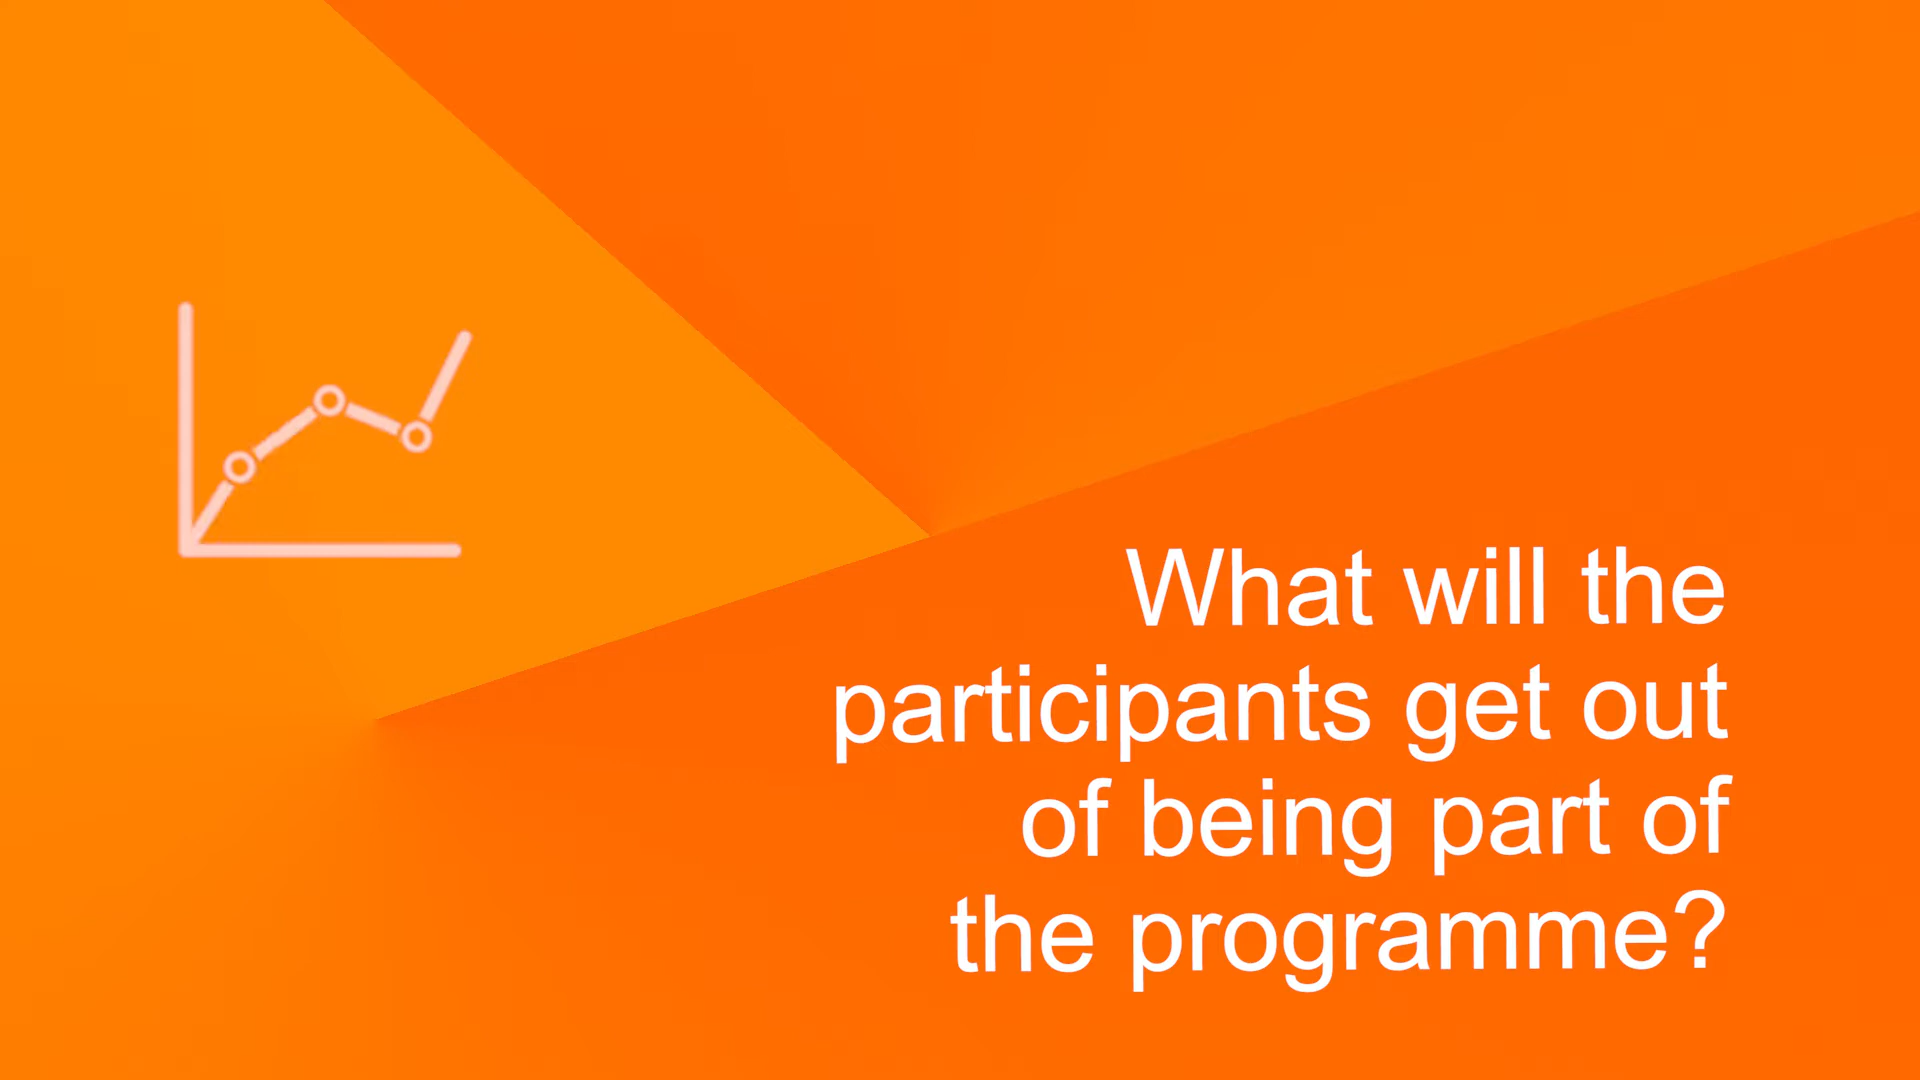 What will the
participants get out
of being part of
the programme?